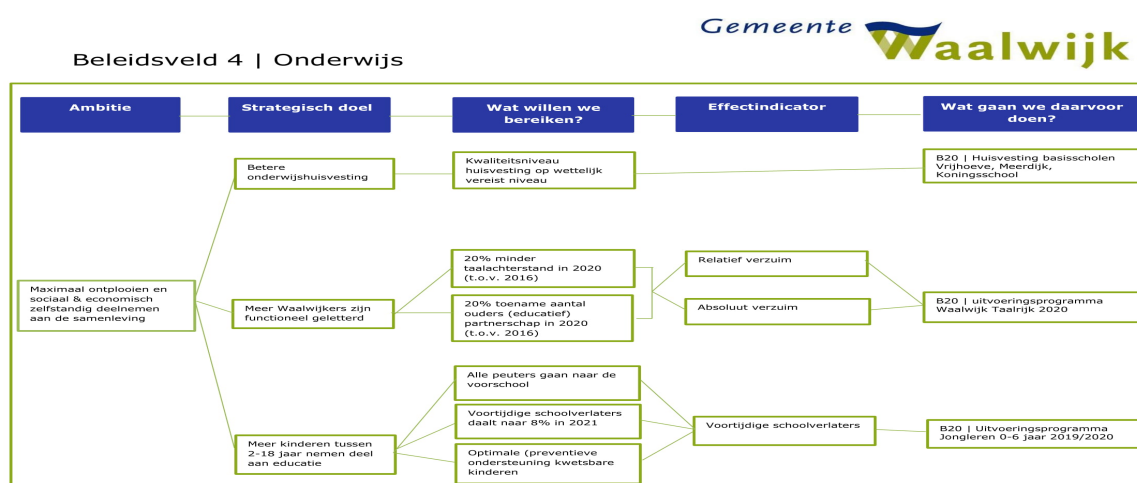 Gemeente Waalwijk
Beleidsveld 4 | Onderwijs
Ambitie
Strategisch doel
Wat willen we
bereiken?
Effectindicator
Wat gaan we daarvoor
doen?
Betere
onderwijshuisvesting
Kwaliteitsniveau
huisvesting op wettelijk
vereist niveau
B20 | Huisvesting basisscholen
Vrijhoeve, Meerdijk,
Koningsschool
Maximaal ontplooien en
sociaal & economisch
zelfstandig deelnemen
aan de samenleving
Meer Waalwijkers zijn
functioneel geletterd
20% minder
taalachterstand in 2020
(t.o.v. 2016)
20% toename aantal
ouders (educatief)
partnerschap in 2020
(t.o.v. 2016)
Relatief verzuim
Absoluut verzuim
B20 | uitvoeringsprogramma
Waalwijk Taalrijk 2020
Meer kinderen tussen
2-18 jaar nemen deel
aan educatie
Alle peuters gaan naar de
voorschool
Voortijdige schoolverlaters
daalt naar 8% in 2021
Optimale (preventieve
ondersteuning kwetsbare
kinderen
Voortijdige schoolverlaters
B20 | Uitvoeringsprogramma
Jongleren 0-6 jaar 2019/2020